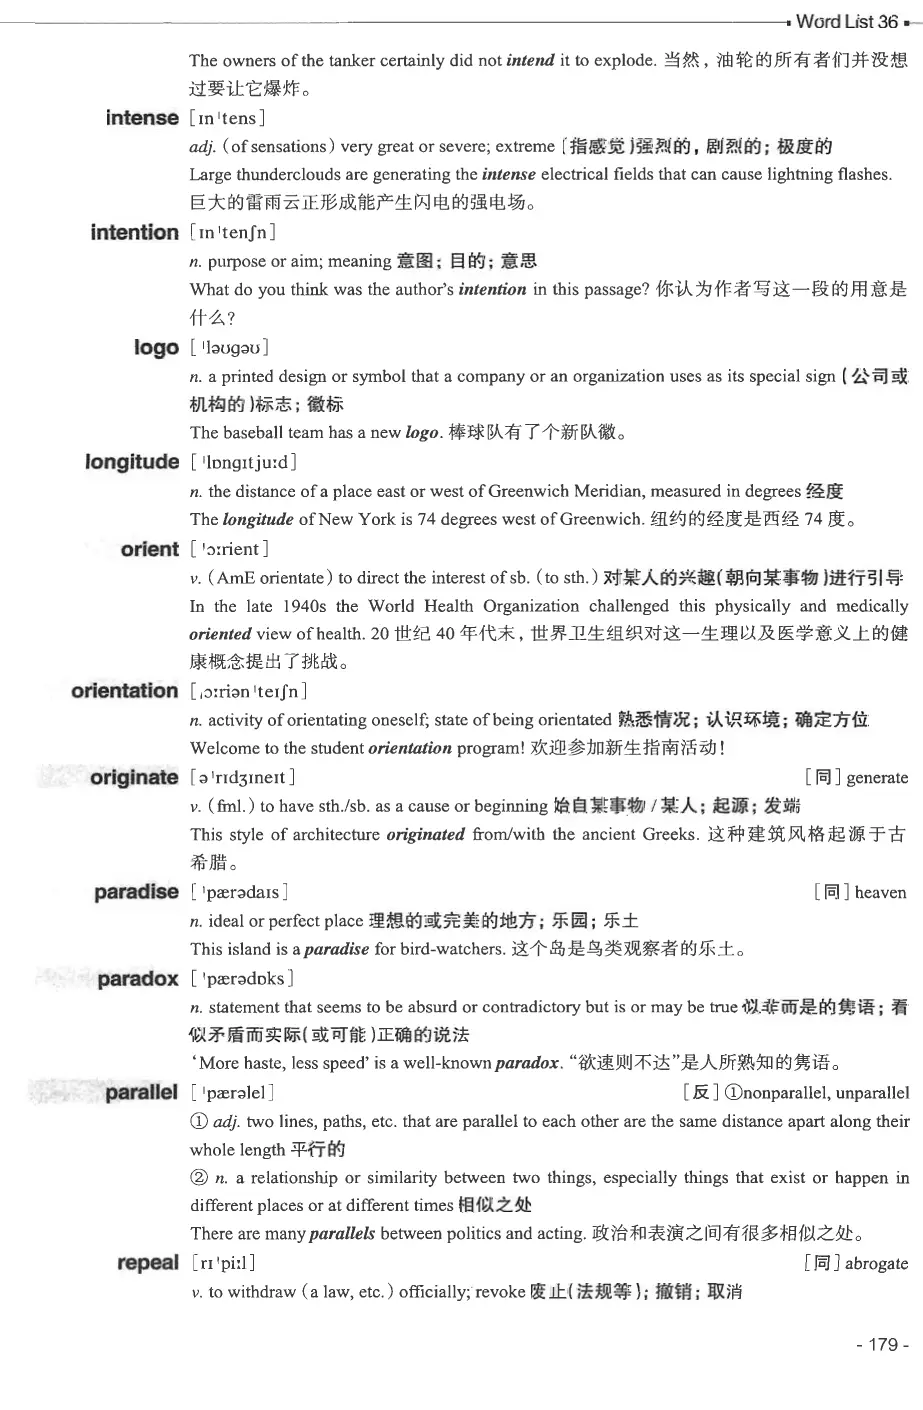 Word List 36
The owners of the tanker certainly did not intend it to explode. 当然，油轮的所有者们并没想
过要让它爆炸。
intense [ɪnˈtens]
adj. (of sensations) very great or severe; extreme (指感觉)强烈的，剧烈的；极度的
Large thunderclouds are generating the intense electrical fields that can cause lightning flashes.
巨大的雷雨云正形成能产生闪电的强电场。
intention [ɪnˈtenʃn]
n. purpose or aim; meaning 意图；目的；意思
What do you think was the author's intention in this passage? 你认为作者写这一段的用意是
什么？
logo [ˈləʊgəʊ]
n. a printed design or symbol that a company or an organization uses as its special sign (公司或
机构的)标志；徽标
The baseball team has a new logo. 棒球队有了个新队徽。
longitude [ˈlɒngɪtjuːd]
n. the distance of a place east or west of Greenwich Meridian, measured in degrees 经度
The longitude of New York is 74 degrees west of Greenwich. 纽约的经度是西经 74 度。
orient [ˈɔːrient]
v. (AmE orientate) to direct the interest of sb. (to sth.) 对某人的兴趣(朝向某事物)进行引导
In the late 1940s the World Health Organization challenged this physically and medically
oriented view of health. 20 世纪 40 年代末，世界卫生组织对这一生理以及医学意义上的健
康概念提出了挑战。
orientation [ˌɔːriənˈteɪʃn]
n. activity of orientating oneself; state of being orientated 熟悉情况；认识环境；确定方位
Welcome to the student orientation program! 欢迎参加新生指南活动！
originate [əˈrɪdʒɪneɪt] [同] generate
v. (fml.) to have sth./sb. as a cause or beginning 始自某事物 / 某人；起源；发端
This style of architecture originated from/with the ancient Greeks. 这种建筑风格起源于古
希腊。
paradise [ˈpærədaɪs] [同] heaven
n. ideal or perfect place 理想的或完美的地方；乐园；乐土
This island is a paradise for bird-watchers. 这个岛是鸟类观察者的乐土。
paradox [ˈpærədɒks]
n. statement that seems to be absurd or contradictory but is or may be true 似非而是的隽语；看
似矛盾而实际(或可能)正确的说法
‘More haste, less speed’ is a well-known paradox. “欲速则不达”是人所熟知的隽语。
parallel [ˈpærəlel] [反] ①nonparallel, unparallel
① adj. two lines, paths, etc. that are parallel to each other are the same distance apart along their
whole length 平行的
② n. a relationship or similarity between two things, especially things that exist or happen in
different places or at different times 相似之处
There are many parallels between politics and acting. 政治和表演之间有很多相似之处。
repeal [rɪˈpiːl] [同] abrogate
v. to withdraw (a law, etc.) officially; revoke 废止(法规等)；撤销；取消
- 179 -